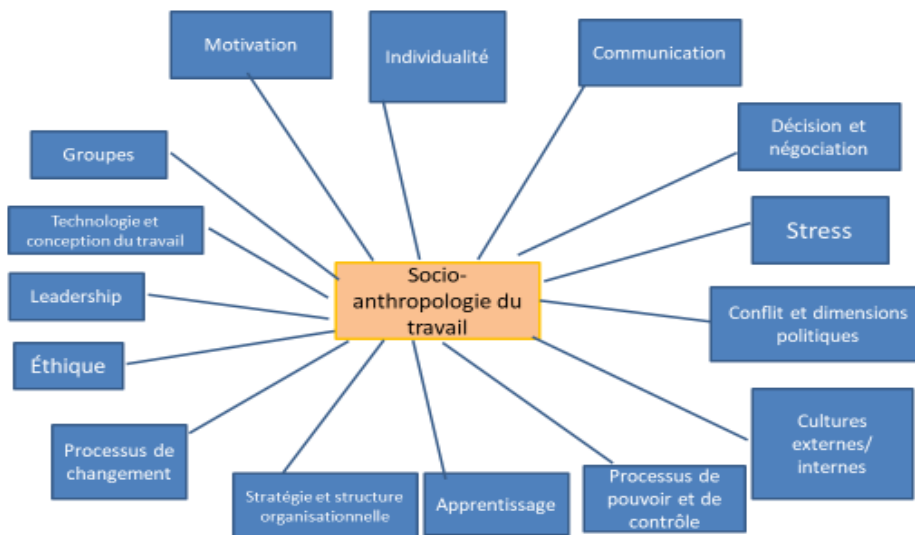 Motivation
Individualité
Communication
Décision et
négociation
Groupes
Technologie et
conception du travail
Stress
Socio-
anthropologie du
travail
Leadership
Conflit et dimensions
politiques
Éthique
Cultures
externes/
internes
Processus de
changement
Stratégie et structure
organisationnelle
Apprentissage
Processus de
pouvoir et de
contrôle